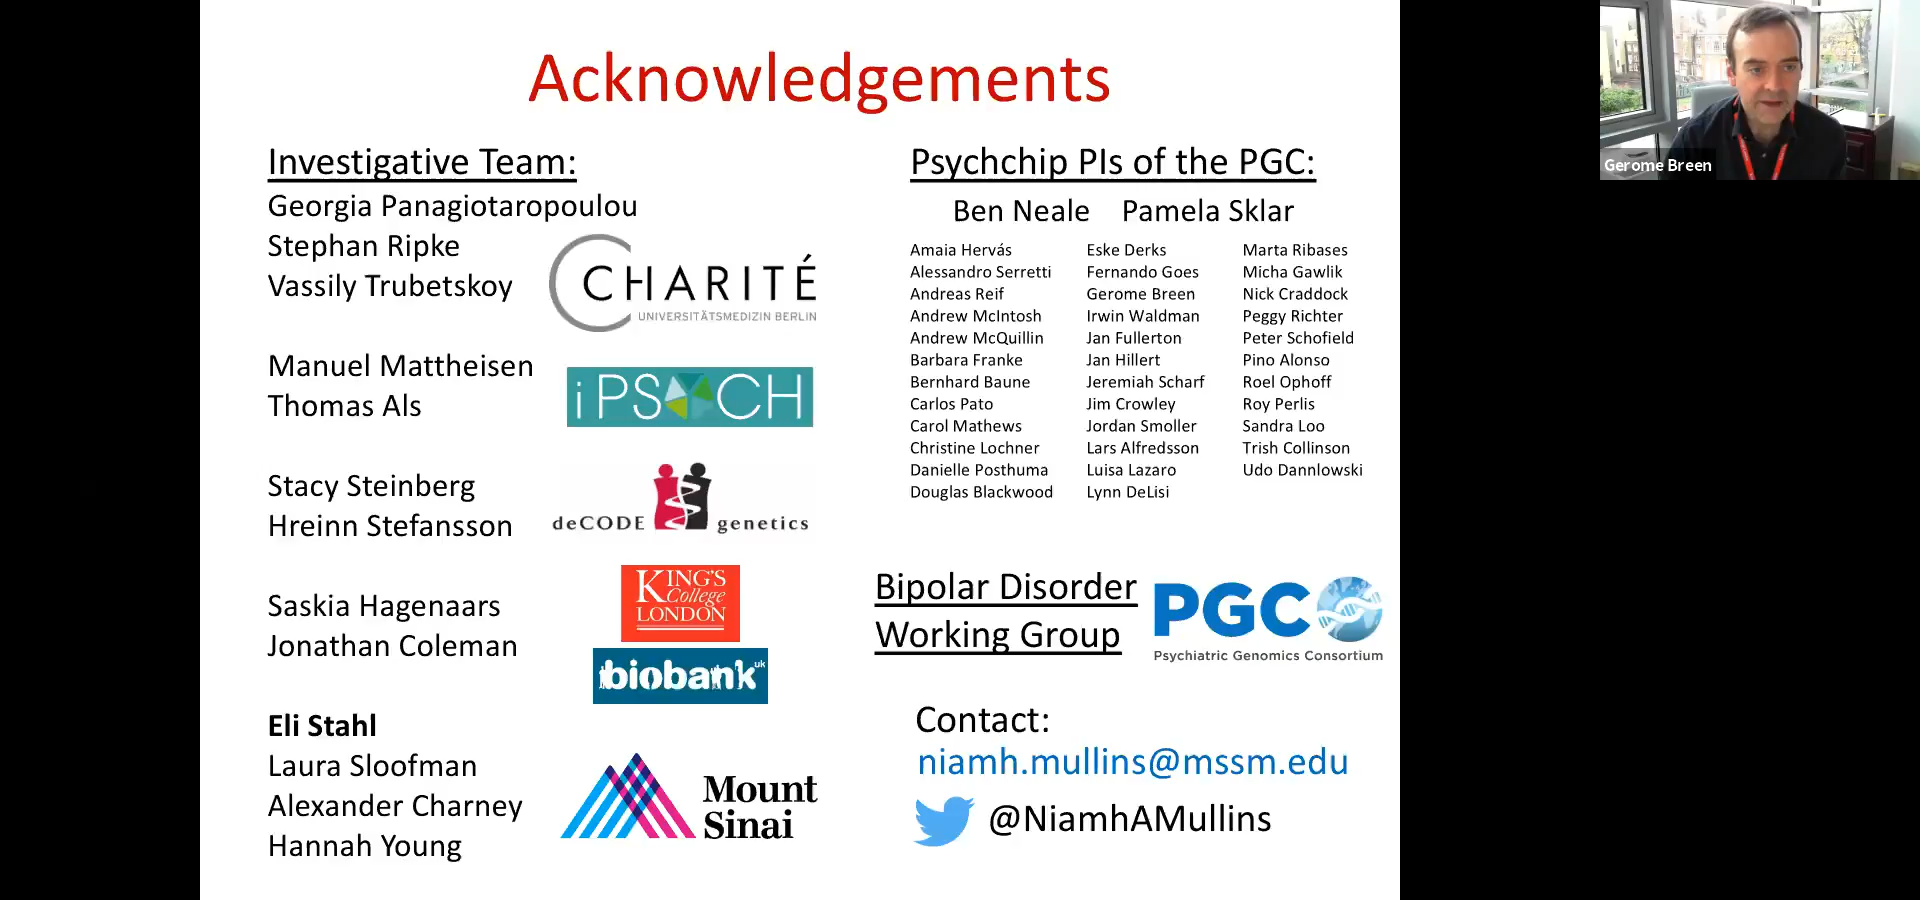 Acknowledgements
Investigative Team:
Georgia Panagiotaropoulou
Stephan Ripke
Vassily Trubetskoy
CHARITÉ
UNIVERSITÄTSMEDIZIN BERLIN
Manuel Mattheisen
Thomas Als
iPSYCH
Stacy Steinberg
Hreinn Stefansson
deCODE genetics
Saskia Hagenaars
Jonathan Coleman
KING'S
College
LONDON
biobank uk
Eli Stahl
Laura Sloofman
Alexander Charney
Hannah Young
Mount
Sinai
Psychchip PIs of the PGC:
Ben Neale Pamela Sklar
Amaia Hervás
Alessandro Serretti
Andreas Reif
Andrew McIntosh
Andrew McQuillin
Barbara Franke
Bernhard Baune
Carlos Pato
Carol Mathews
Christine Lochner
Danielle Posthuma
Douglas Blackwood
Eske Derks
Fernando Goes
Gerome Breen
Irwin Waldman
Jan Fullerton
Jan Hillert
Jeremiah Scharf
Jim Crowley
Jordan Smoller
Lars Alfredsson
Luisa Lazaro
Lynn DeLisi
Marta Ribases
Micha Gawlik
Nick Craddock
Peggy Richter
Peter Schofield
Pino Alonso
Roel Ophoff
Roy Perlis
Sandra Loo
Trish Collinson
Udo Dannlowski
Bipolar Disorder
Working Group
PGC
Psychiatric Genomics Consortium
Contact:
niamh.mullins@mssm.edu
@NiamhAMullins
Gerome Breen